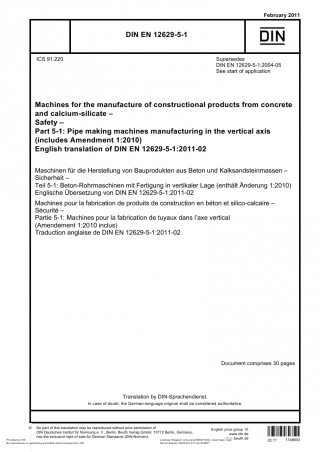 February 2011
DIN EN 12629-5-1
DIN
ICS 91.220
Supersedes
DIN EN 12629-5-1:2004-05
See start of application
Machines for the manufacture of constructional products from concrete
and calcium-silicate –
Safety –
Part 5-1: Pipe making machines manufacturing in the vertical axis
(includes Amendment 1:2010)
English translation of DIN EN 12629-5-1:2011-02
Maschinen für die Herstellung von Bauprodukten aus Beton und Kalksandsteinmassen –
Sicherheit –
Teil 5-1: Beton-Rohrmaschinen mit Fertigung in vertikaler Lage (enthält Änderung 1:2010)
Englische Übersetzung von DIN EN 12629-5-1:2011-02
Machines pour la fabrication de produits de construction en béton et silico-calcaire –
Sécurité –
Partie 5-1: Machines pour la fabrication de tuyaux dans l'axe vertical
(Amendement 1:2010 inclus)
Traduction anglaise de DIN EN 12629-5-1:2011-02
Document comprises 30 pages
Translation by DIN-Sprachendienst.
In case of doubt, the German-language original shall be considered authoritative.
© No part of this translation may be reproduced without prior permission of
DIN Deutsches Institut für Normung e. V., Berlin. Beuth Verlag GmbH, 10772 Berlin, Germany,
has the exclusive right of sale for German Standards (DIN-Normen).
English price group 15
www.din.de
beuth.de